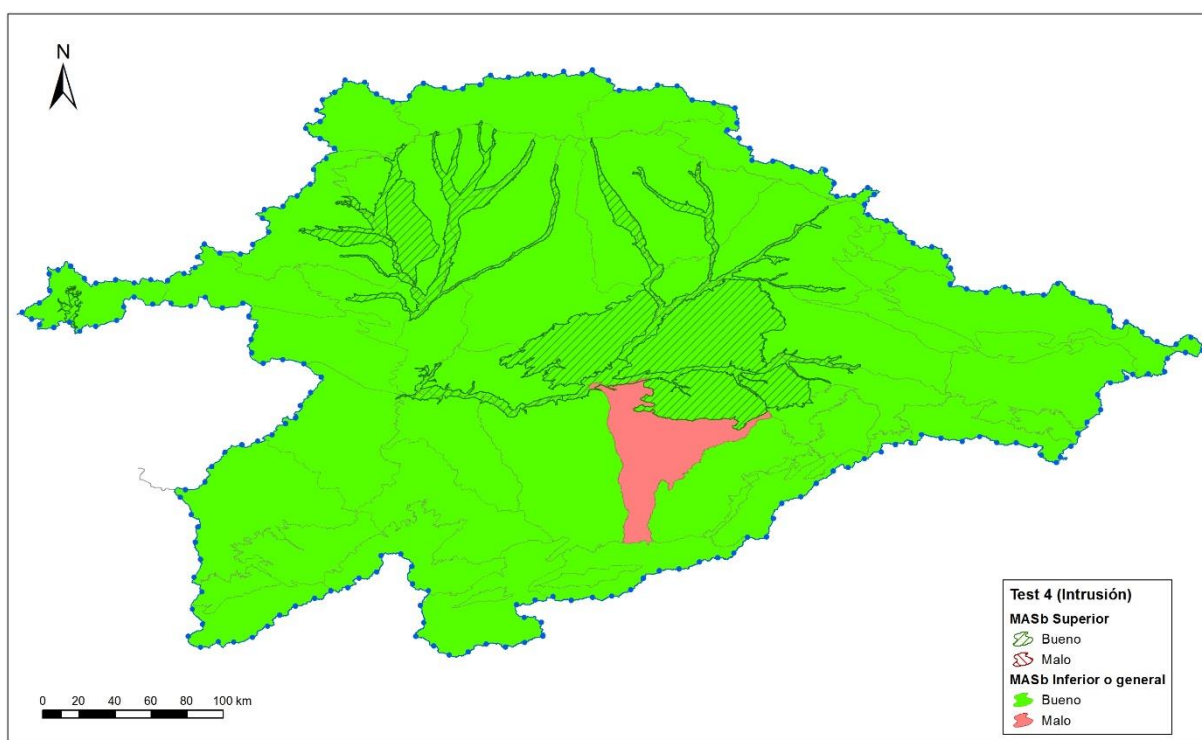 N
Test 4 (Intrusión)
MASb Superior
Bueno
Malo
MASb Inferior o general
Bueno
Malo
0 20 40 60 80 100 km